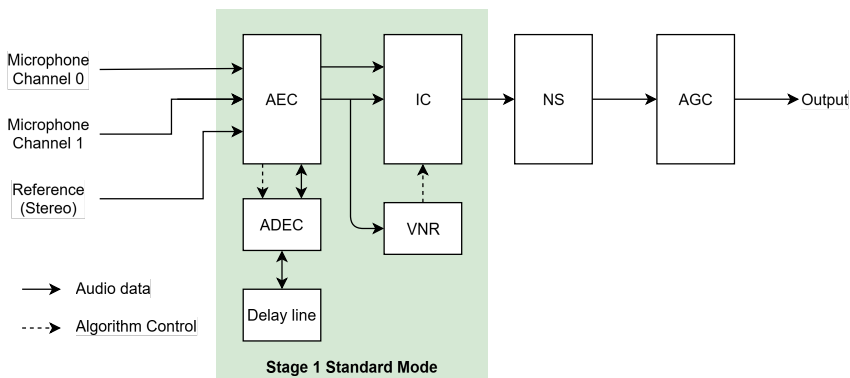 Microphone
Channel 0
Microphone
Channel 1
Reference
(Stereo)
AEC
IC
NS
AGC
Output
ADEC
VNR
Delay line
Audio data
Algorithm Control
Stage 1 Standard Mode